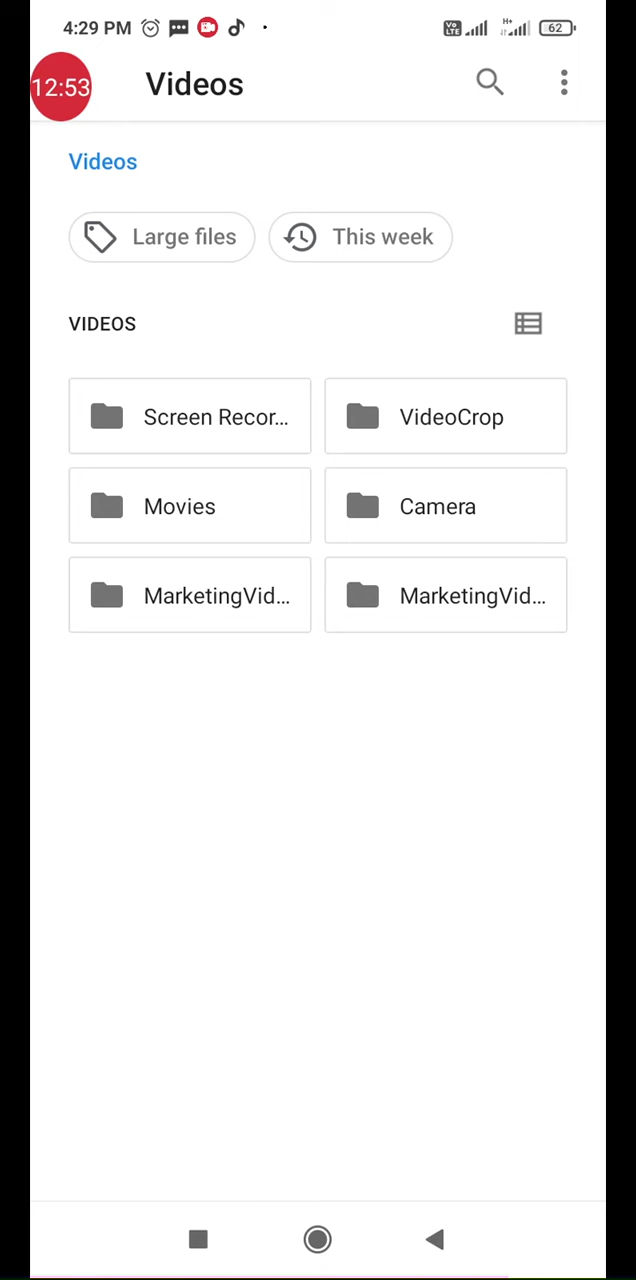 4:29 PM VoLTE H+ 62
12:53 Videos
Videos
Large files This week
VIDEOS
Screen Recor... VideoCrop
Movies Camera
MarketingVid... MarketingVid...